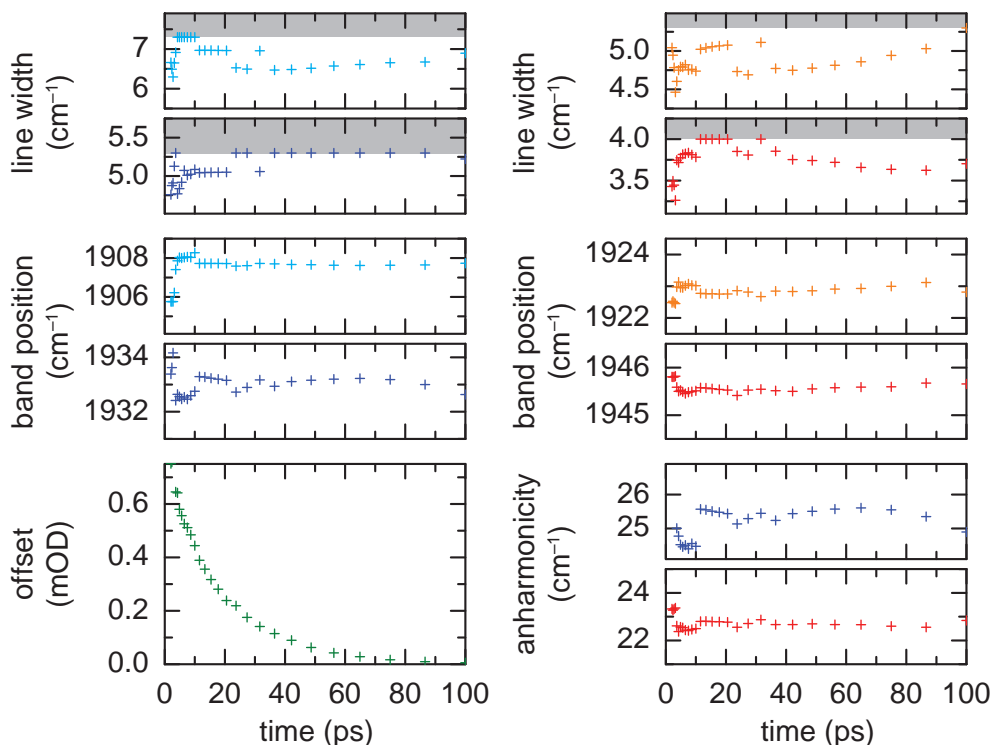 line width
(cm⁻¹)
7
6
5.5
5.0
band position
(cm⁻¹)
1908
1906
1934
1932
offset
(mOD)
0.6
0.4
0.2
0.0
0 20 40 60 80 100
time (ps)
line width
(cm⁻¹)
5.0
4.5
4.0
3.5
band position
(cm⁻¹)
1924
1922
1946
1945
anharmonicity
(cm⁻¹)
26
25
24
22
0 20 40 60 80 100
time (ps)